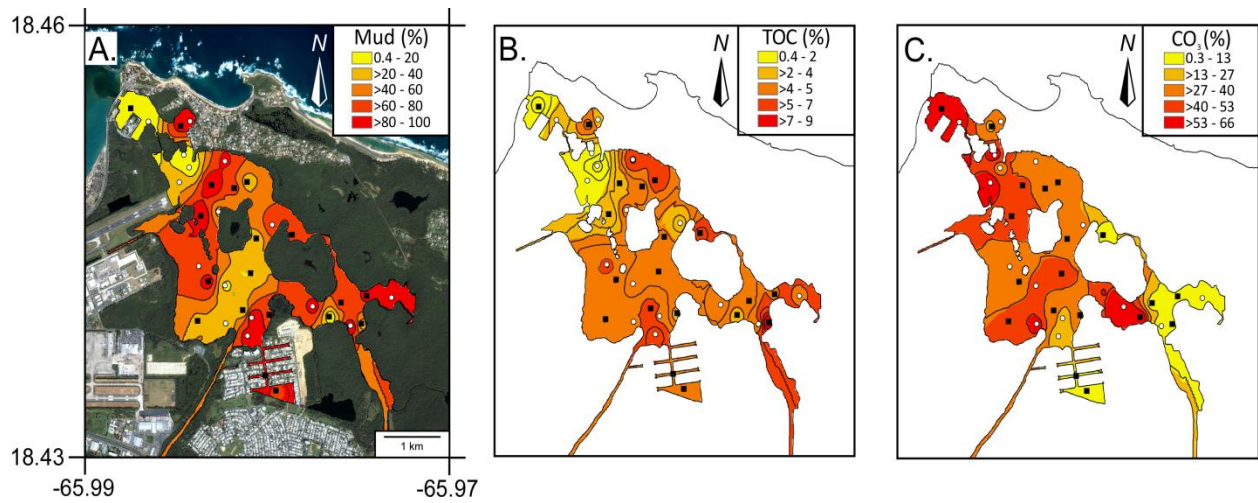 18.46
A.
N
Mud (%)
0.4 - 20
>20 - 40
>40 - 60
>60 - 80
>80 - 100
1 km
18.43
-65.99
-65.97
B.
N
TOC (%)
0.4 - 2
>2 - 4
>4 - 5
>5 - 7
>7 - 9
C.
N
CO₃ (%)
0.3 - 13
>13 - 27
>27 - 40
>40 - 53
>53 - 66